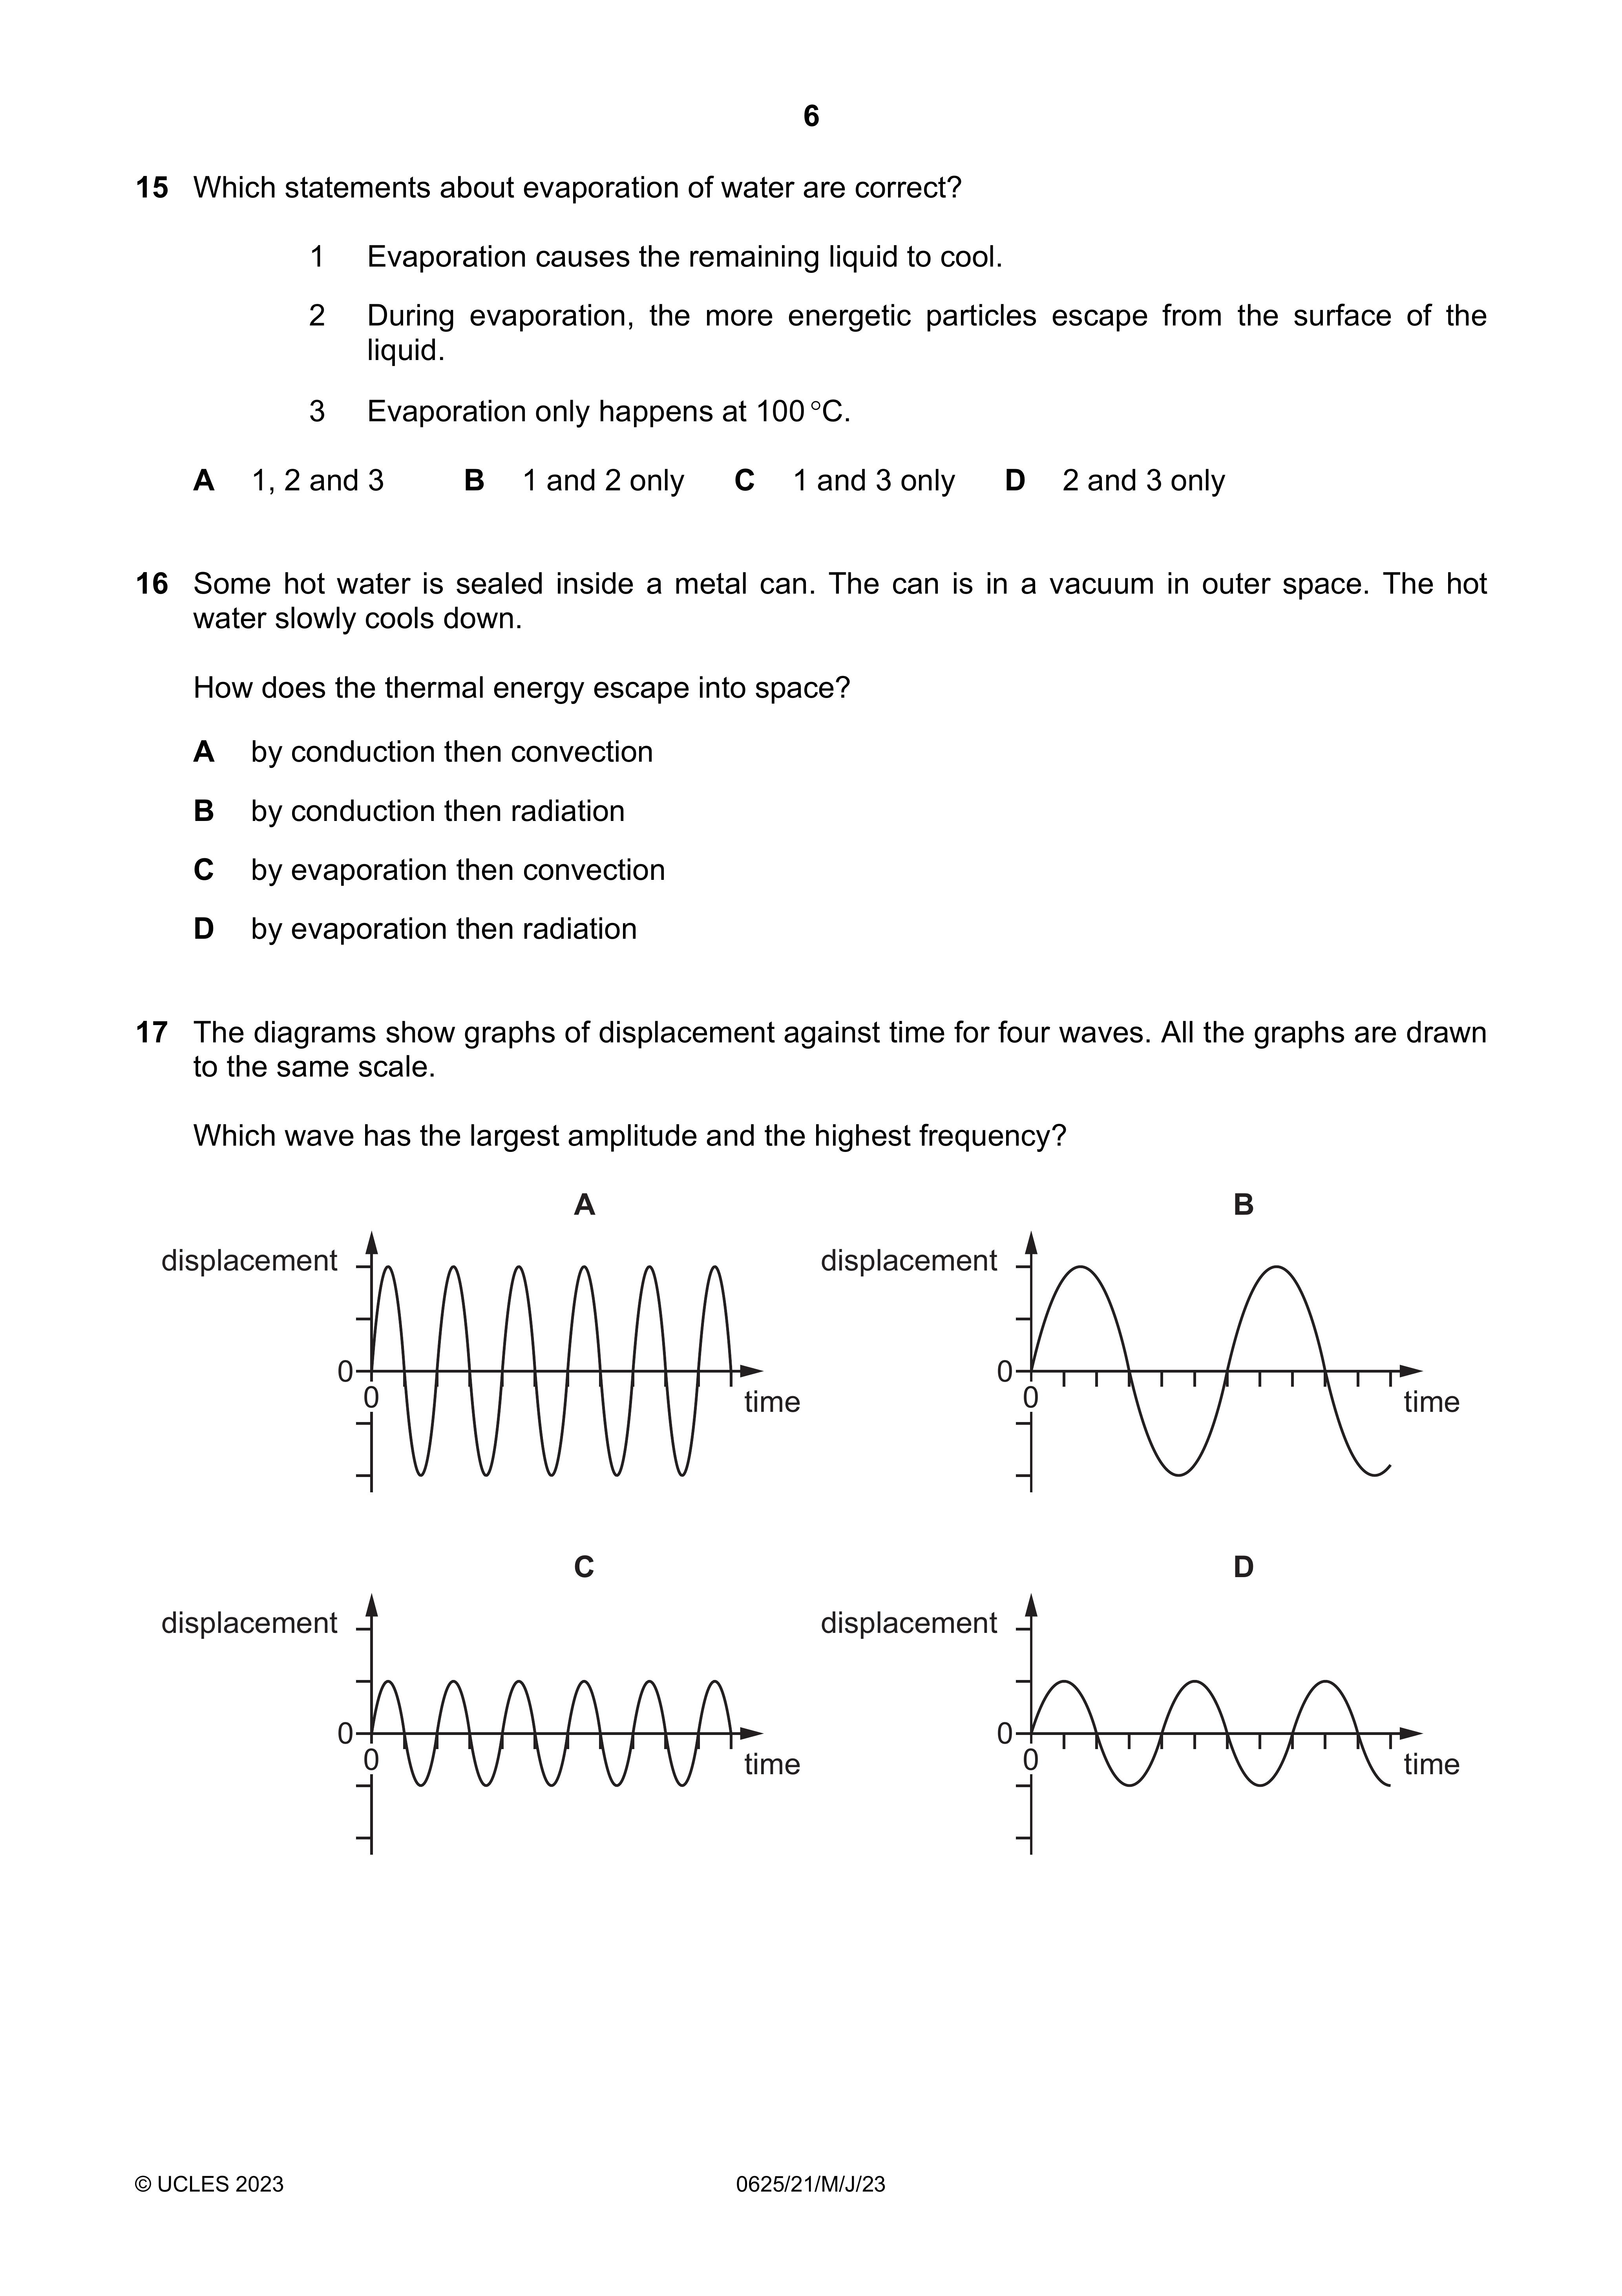 6
15 Which statements about evaporation of water are correct?
1 Evaporation causes the remaining liquid to cool.
2 During evaporation, the more energetic particles escape from the surface of the
liquid.
3 Evaporation only happens at 100 °C.
A 1, 2 and 3 B 1 and 2 only C 1 and 3 only D 2 and 3 only
16 Some hot water is sealed inside a metal can. The can is in a vacuum in outer space. The hot
water slowly cools down.
How does the thermal energy escape into space?
A by conduction then convection
B by conduction then radiation
C by evaporation then convection
D by evaporation then radiation
17 The diagrams show graphs of displacement against time for four waves. All the graphs are drawn
to the same scale.
Which wave has the largest amplitude and the highest frequency?
A
displacement
0
0
time
B
displacement
0
0
time
C
displacement
0
0
time
D
displacement
0
0
time
© UCLES 2023 0625/21/M/J/23